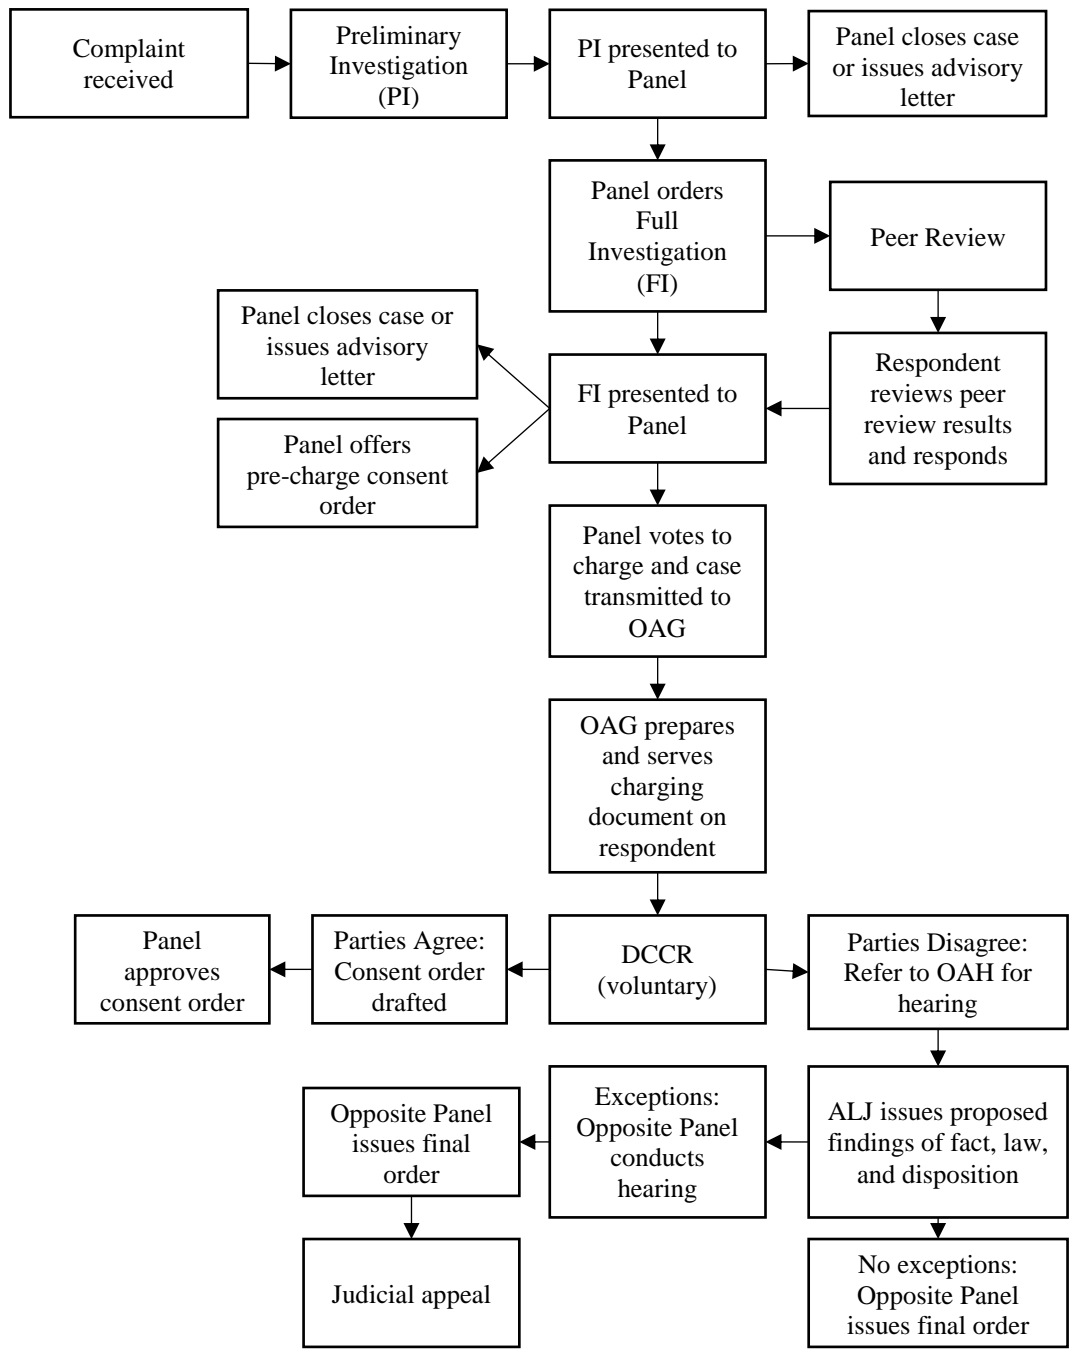 Complaint
received
Preliminary
Investigation
(PI)
PI presented to
Panel
Panel closes case
or issues advisory
letter
Panel orders
Full
Investigation
(FI)
Peer Review
Panel closes case or
issues advisory
letter
FI presented to
Panel
Respondent
reviews peer
review results
and responds
Panel offers
pre-charge consent
order
Panel votes to
charge and case
transmitted to
OAG
OAG prepares
and serves
charging
document on
respondent
Panel
approves
consent order
Parties Agree:
Consent order
drafted
DCCR
(voluntary)
Parties Disagree:
Refer to OAH for
hearing
Opposite Panel
issues final
order
Exceptions:
Opposite Panel
conducts
hearing
ALJ issues proposed
findings of fact, law,
and disposition
Judicial appeal
No exceptions:
Opposite Panel
issues final order